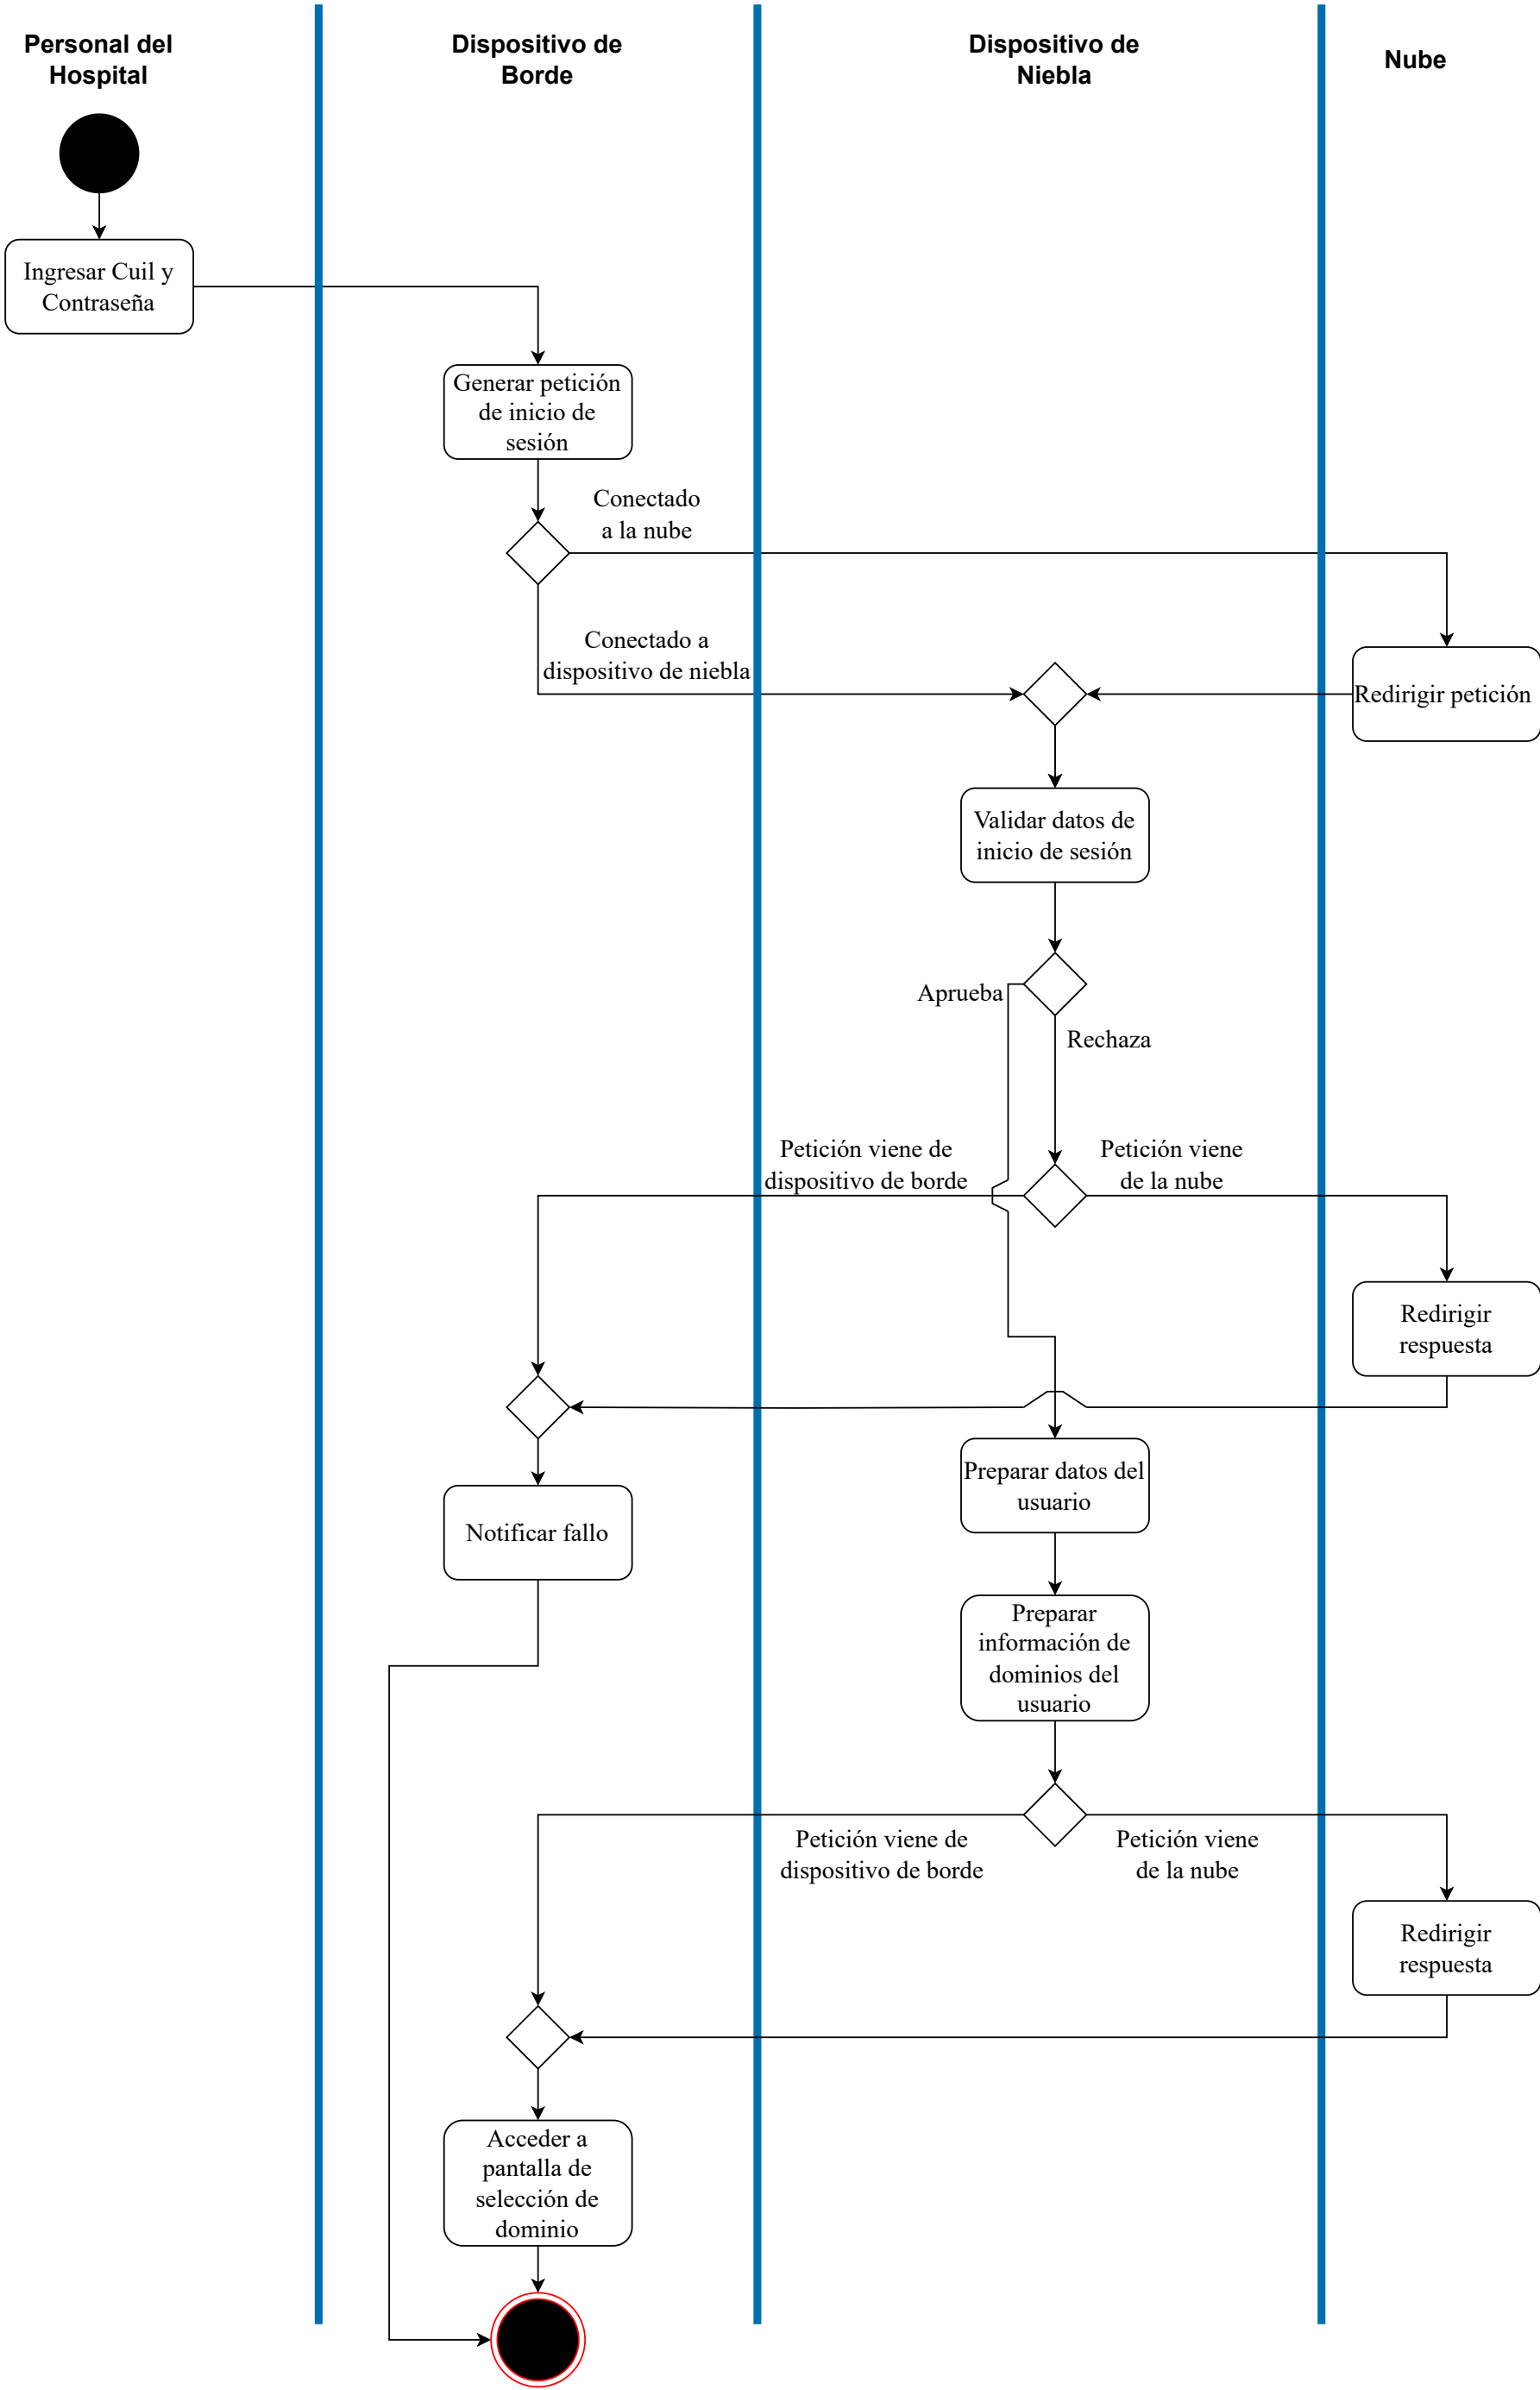 Personal del
Hospital
Dispositivo de
Borde
Dispositivo de
Niebla
Nube
Ingresar Cuil y
Contraseña
Generar petición
de inicio de
sesión
Conectado
a la nube
Conectado a
dispositivo de niebla
Redirigir petición
Validar datos de
inicio de sesión
Aprueba
Rechaza
Petición viene de
dispositivo de borde
Petición viene
de la nube
Redirigir
respuesta
Preparar datos del
usuario
Notificar fallo
Preparar
información de
dominios del
usuario
Petición viene de
dispositivo de borde
Petición viene
de la nube
Redirigir
respuesta
Acceder a
pantalla de
selección de
dominio